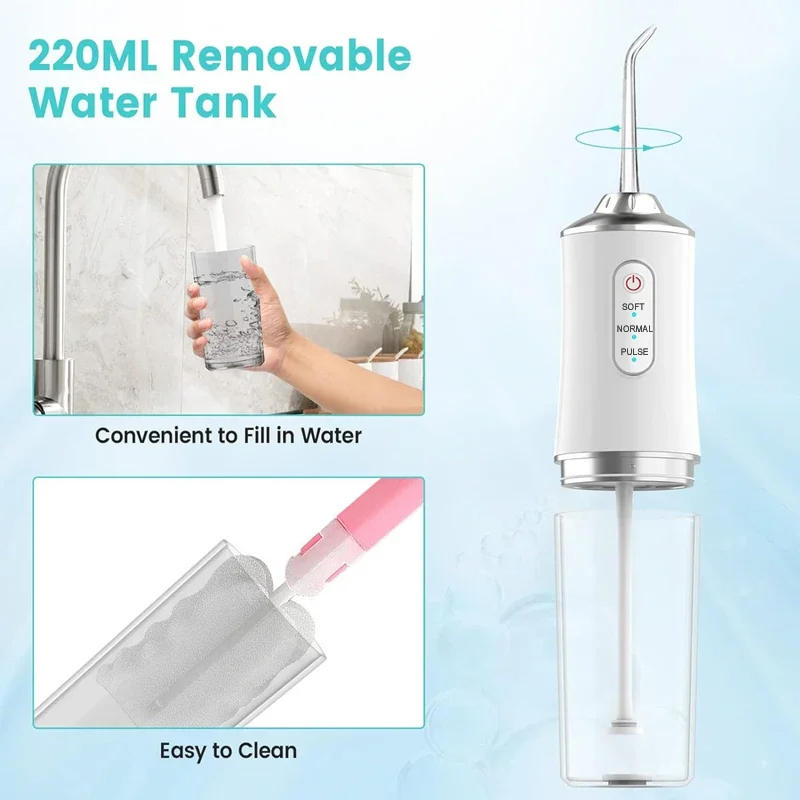 220ML Removable
Water Tank
Convenient to Fill in Water
Easy to Clean
SOFT
NORMAL
PULSE